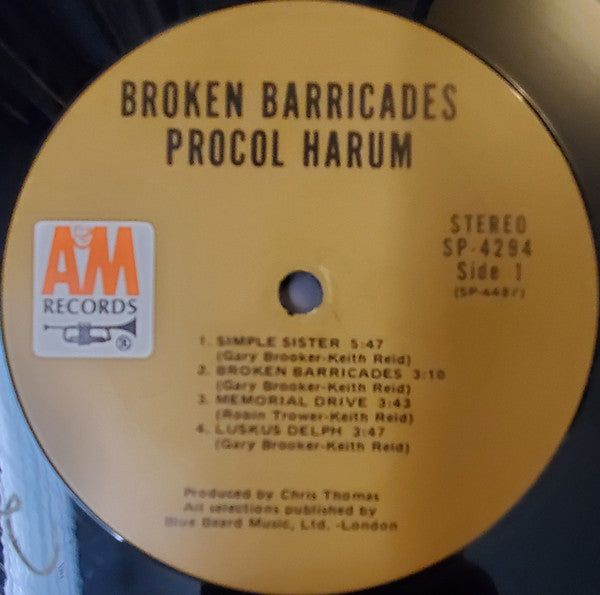 BROKEN BARRICADES
PROCOL HARUM
A&M
RECORDS
®
STEREO
SP-4294
Side 1
(SP-4487)
1. SIMPLE SISTER 5:47
(Gary Brooker-Keith Reid)
2. BROKEN BARRICADES 3:10
(Gary Brooker-Keith Reid)
3. MEMORIAL DRIVE 3:43
(Robin Trower-Keith Reid)
4. LUSKUS DELPH 3:47
(Gary Brooker-Keith Reid)
Produced by Chris Thomas
All selections published by
Blue Beard Music, Ltd. -London